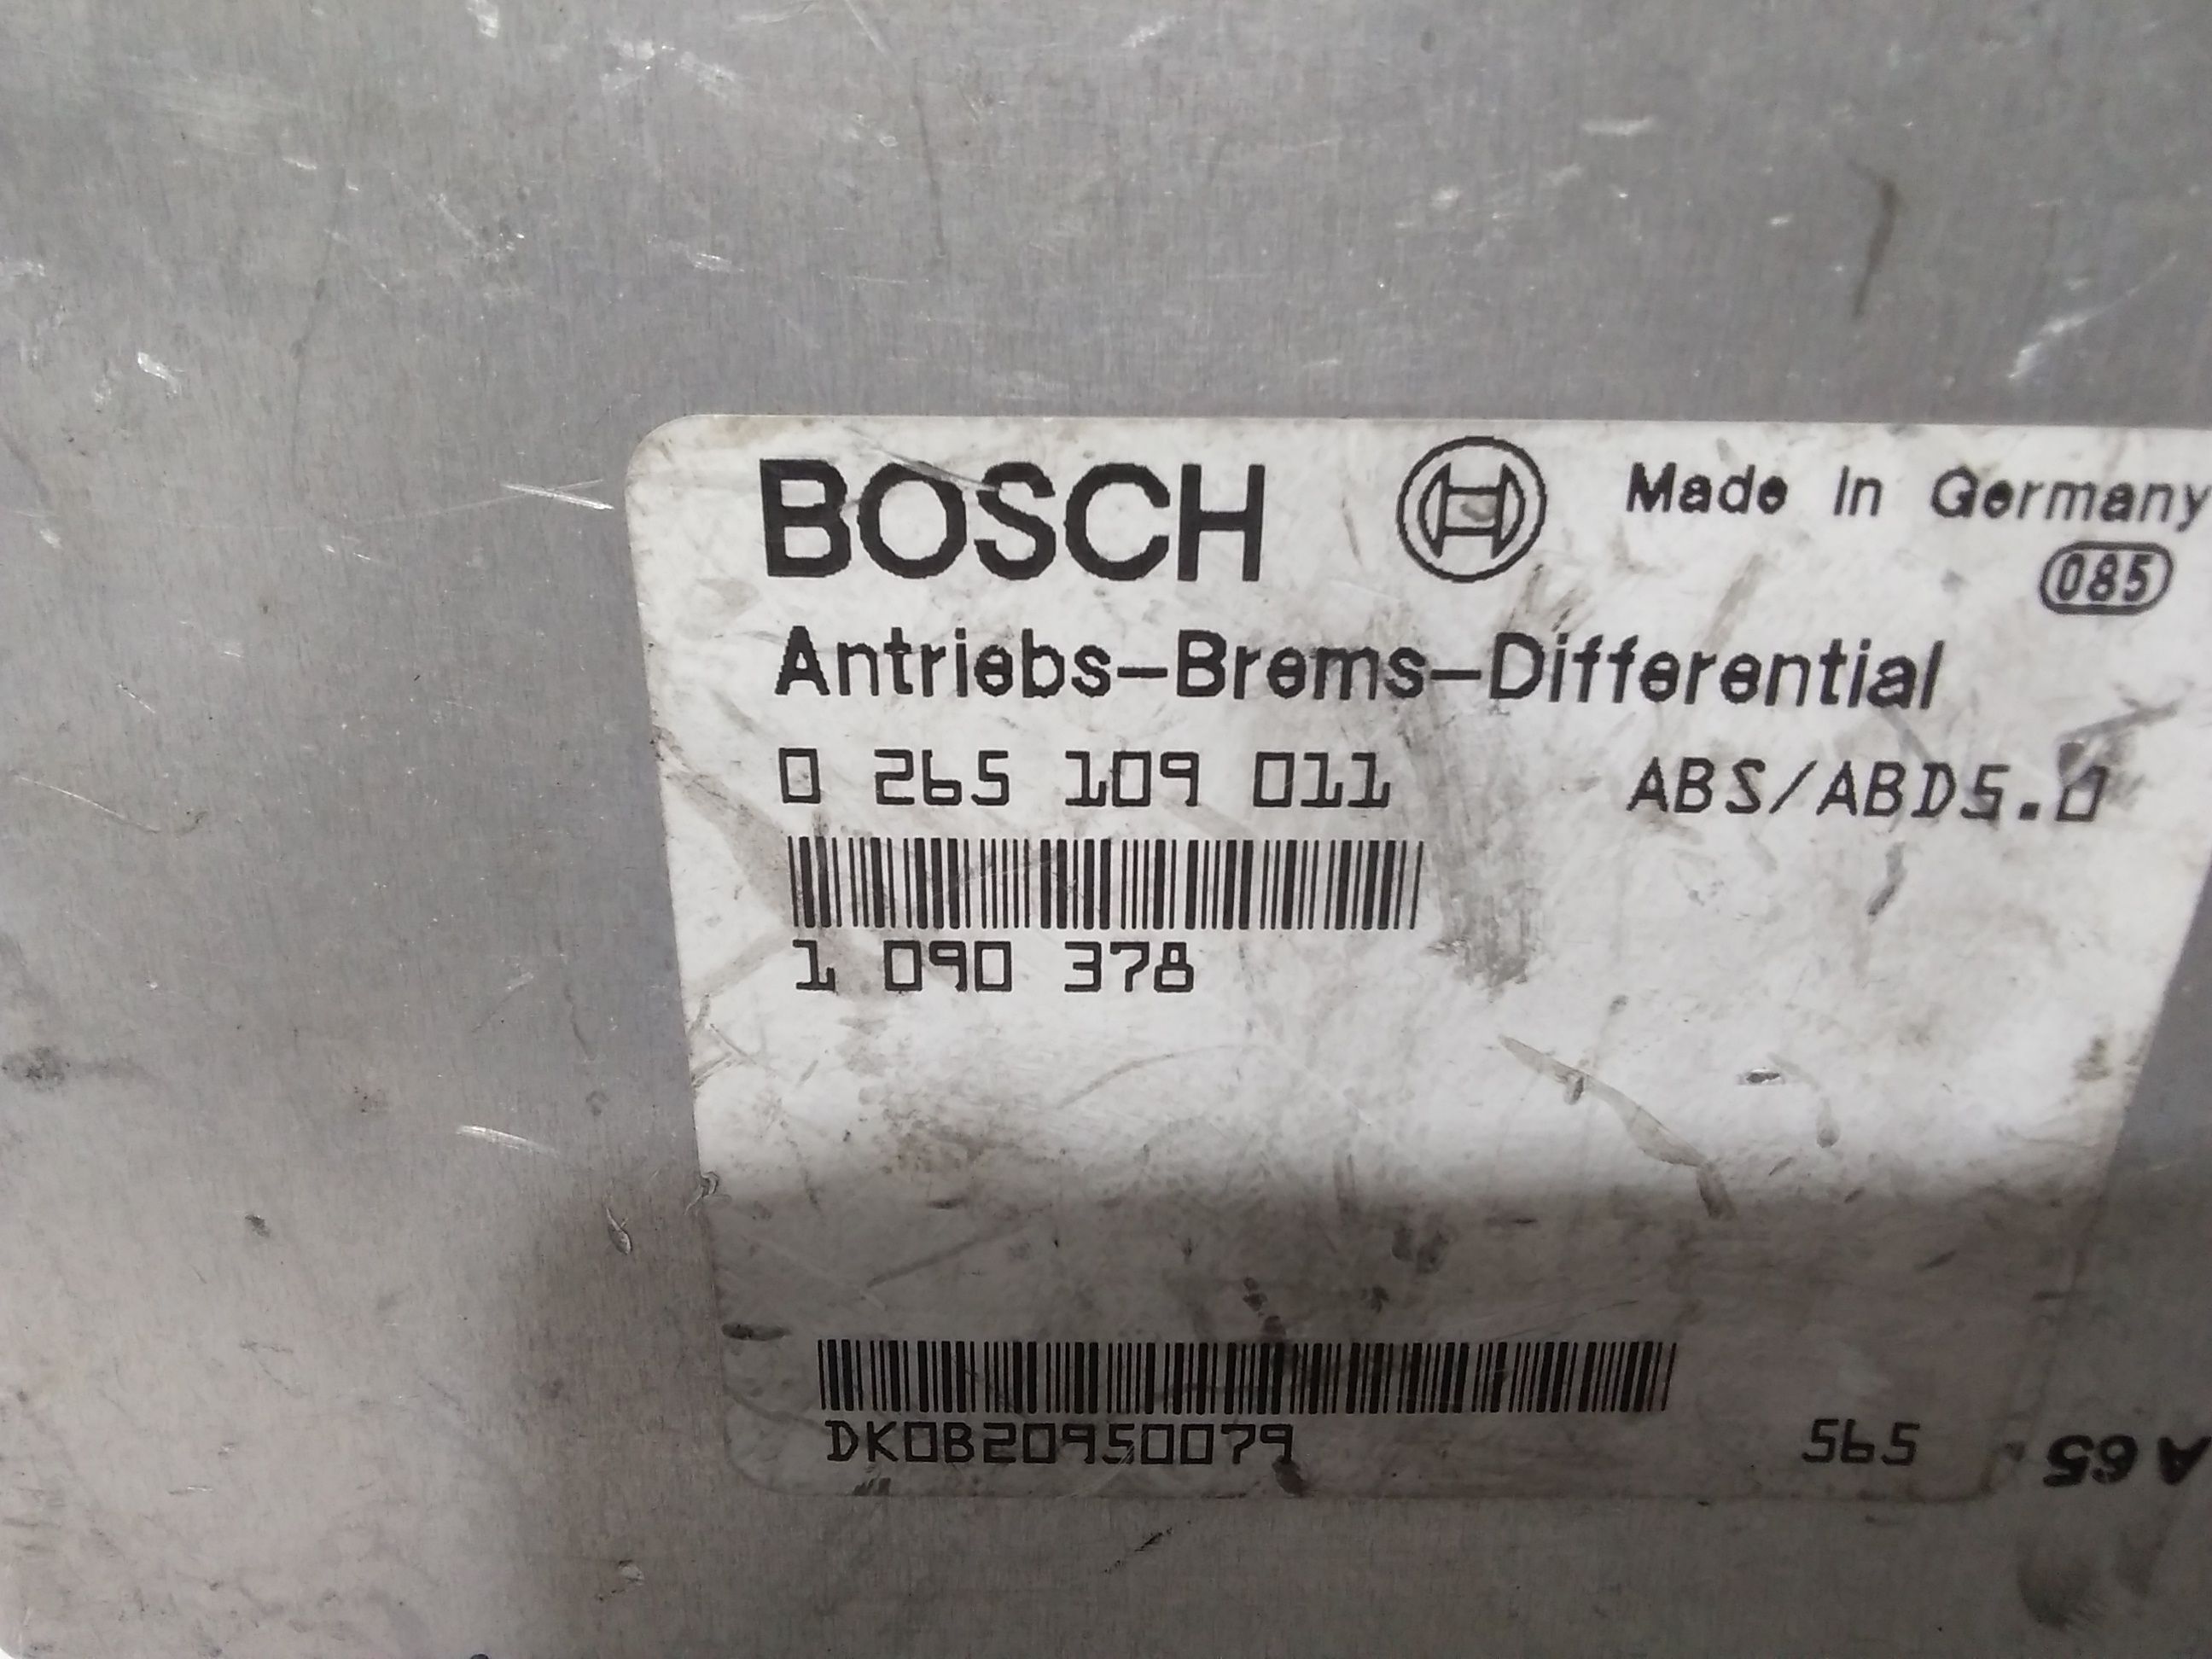 BOSCH Made in Germany
085
Antriebs-Brems-Differential
0 265 109 011 ABS/ABD5.0
1 090 378
DK0B20950079 565 A65